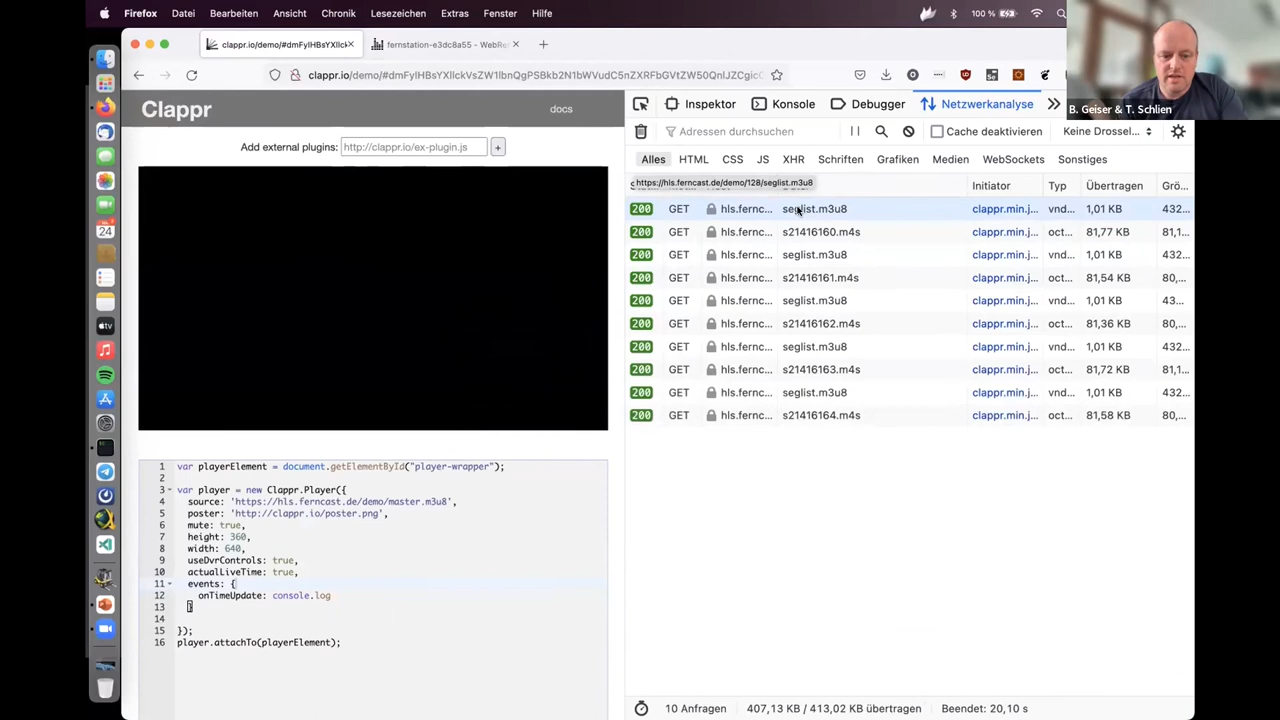 Firefox Datei Bearbeiten Ansicht Chronik Lesezeichen Extras Fenster Hilfe 100 %
clappr.io/demo/#dmFyIHBsYXllck fernstation-e3dc8a55 - WebRe
24
tv
clappr.io/demo/#dmFyIHBsYXllckVsZW1lbnQgPSBkb2N1bWVudC5nZXRFbGVtZW50QnlJZCgic
B. Geiser & T. Schlien
Clappr docs
Inspektor Konsole Debugger Netzwerkanalyse
Add external plugins: http://clappr.io/ex-plugin.js +
Adressen durchsuchen Cache deaktivieren Keine Drossel...
Alles HTML CSS JS XHR Schriften Grafiken Medien WebSockets Sonstiges
https://hls.ferncast.de/demo/128/seglist.m3u8
Initiator Typ Übertragen Grö...
200 GET hls.fernc... seglist.m3u8 clappr.min.j... vnd... 1,01 KB 432...
200 GET hls.fernc... s21416160.m4s clappr.min.j... oct... 81,77 KB 81,1...
200 GET hls.fernc... seglist.m3u8 clappr.min.j... vnd... 1,01 KB 432...
200 GET hls.fernc... s21416161.m4s clappr.min.j... oct... 81,54 KB 80,...
200 GET hls.fernc... seglist.m3u8 clappr.min.j... vnd... 1,01 KB 43...
200 GET hls.fernc... s21416162.m4s clappr.min.j... oct... 81,36 KB 80,...
200 GET hls.fernc... seglist.m3u8 clappr.min.j... vnd... 1,01 KB 432...
200 GET hls.fernc... s21416163.m4s clappr.min.j... oct... 81,72 KB 81,1...
200 GET hls.fernc... seglist.m3u8 clappr.min.j... vnd... 1,01 KB 432...
200 GET hls.fernc... s21416164.m4s clappr.min.j... oct... 81,58 KB 80,...
1 var playerElement = document.getElementById("player-wrapper");
2
3 var player = new Clappr.Player({
4 source: 'https://hls.ferncast.de/demo/master.m3u8',
5 poster: 'http://clappr.io/poster.png',
6 mute: true,
7 height: 360,
8 width: 640,
9 useDvrControls: true,
10 actualLiveTime: true,
11 events: {
12 onTimeUpdate: console.log
13 }
14
15 });
16 player.attachTo(playerElement);
10 Anfragen 407,13 KB / 413,02 KB übertragen Beendet: 20,10 s